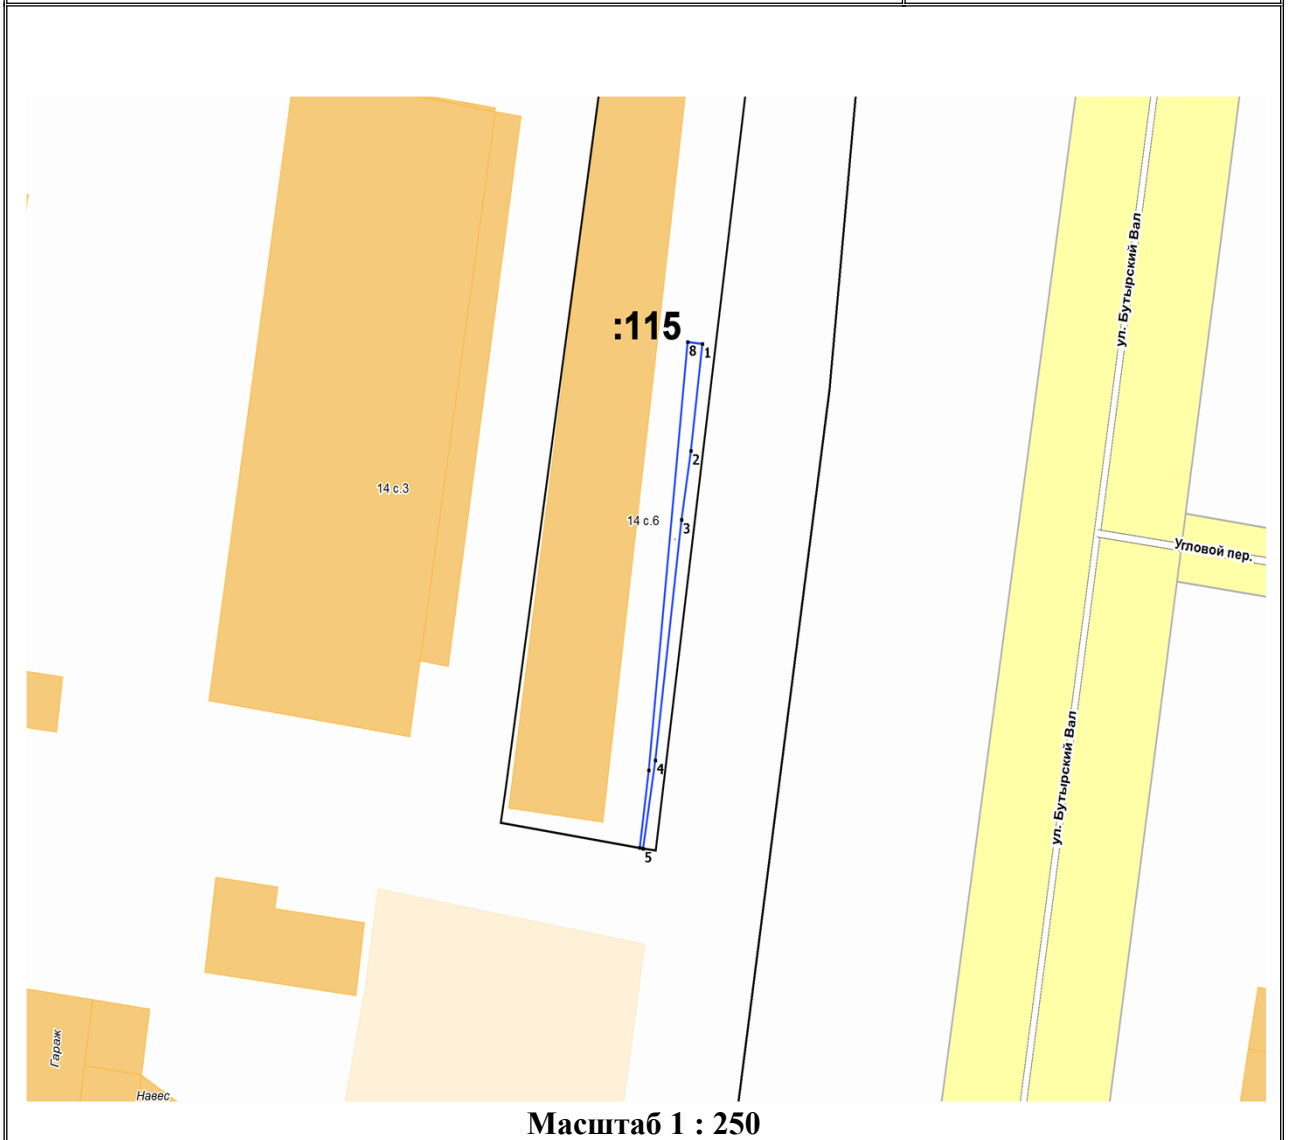 ул. Бутырский Вал
:115
8
1
2
14 с.3
14 с.6
3
Угловой пер.
ул. Бутырский Вал
4
5
Гараж
Навес
Масштаб 1 : 250